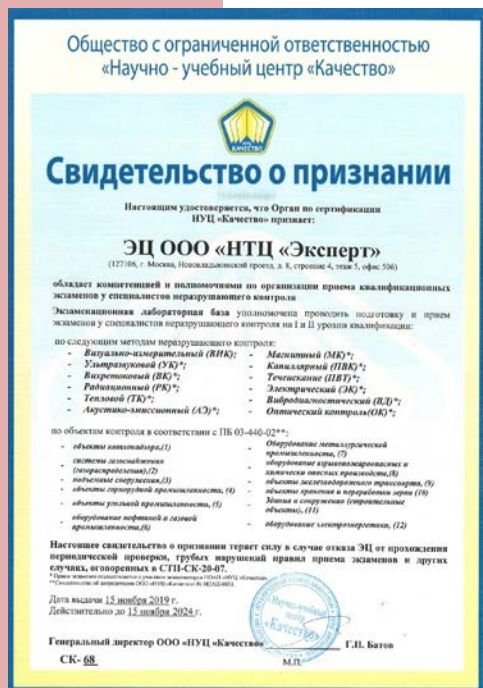 Общество с ограниченной ответственностью
«Научно - учебный центр «Качество»
НУЦ
КАЧЕСТВО
Свидетельство о признании
Настоящим удостоверяется, что Орган по сертификации
НУЦ «Качество» признает:
ЭЦ ООО «НТЦ «Эксперт»
(127106, г. Москва, Нововладыкинский проезд, д. 8, строение 4, этаж 5, офис 506)
обладает компетенцией и полномочиями по организации приема квалификационных
экзаменов у специалистов неразрушающего контроля
Экзаменационная лабораторная база уполномочена проводить подготовку и прием
экзаменов у специалистов неразрушающего контроля на I и II уровни квалификации:
по следующим методам неразрушающего контроля:
- Визуально-измерительный (ВИК);
- Ультразвуковой (УК)*;
- Вихретоковый (ВК)*;
- Радиационный (РК)*;
- Тепловой (ТК)*;
- Акустико-эмиссионный (АЭ)*;
- Магнитный (МК)*;
- Капиллярный (ПВК)*;
- Течеискание (ПВТ)*;
- Электрический (ЭК)*;
- Вибродиагностический (ВД)*;
- Оптический контроль(ОК)*;
по объектам контроля в соответствии с ПБ 03-440-02**:
- объекты котлонадзора,(1)
- системы газоснабжения
(газораспределения),(2)
- подъемные сооружения,(3)
- объекты горнорудной промышленности, (4)
- объекты угольной промышленности, (5)
- оборудование нефтяной и газовой
промышленности,(6)
- Оборудование металлургической
промышленности, (7)
- оборудование взрывопожароопасных и
химически опасных производств,(8)
- объекты железнодорожного транспорта, (9)
- объекты хранения и переработки зерна (10)
- Здания и сооружения (строительные
объекты), (11)
- оборудование электроэнергетики, (12)
Настоящее свидетельство о признании теряет силу в случае отказа ЭЦ от прохождения
периодической проверки, грубых нарушений правил приема экзаменов и других
случаях, оговоренных в СТП-СК-20-07.
Дата выдачи 15 ноября 2019 г.
Действительно до 15 ноября 2024 г.
Научно-учебный
центр
«Качество»
Генеральный директор ООО «НУЦ «Качество» Г.П. Батов
СК- 68 М.П.